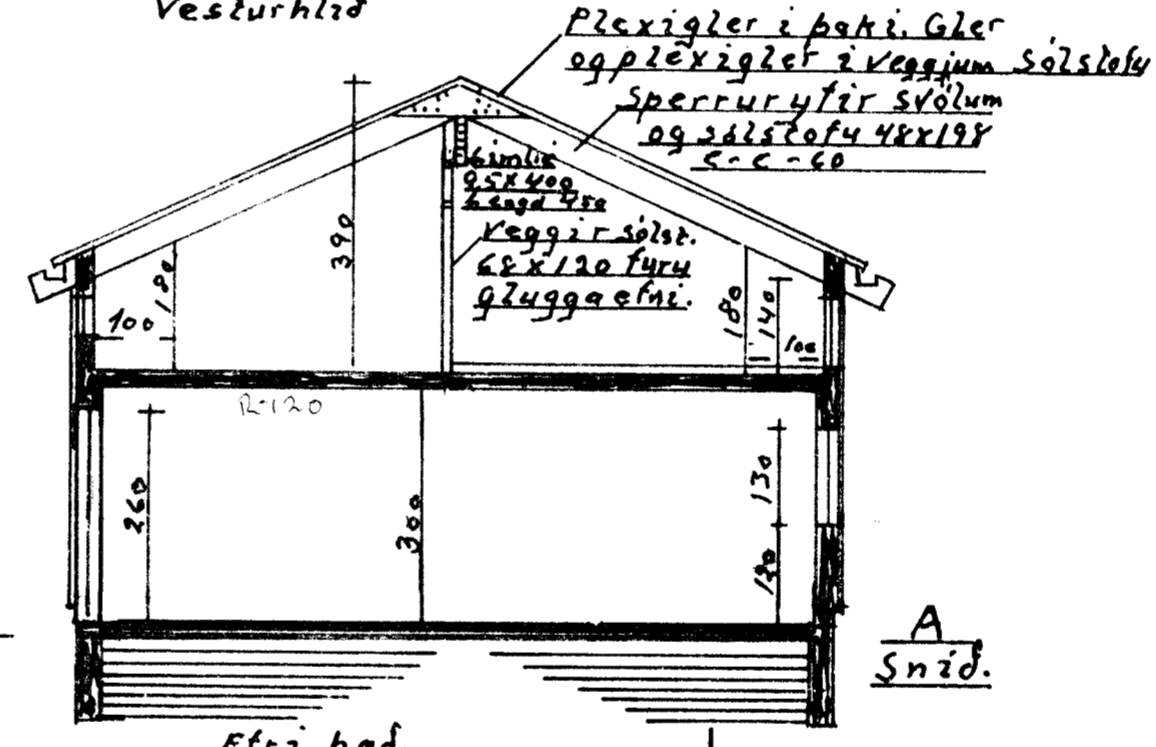 Vesturhlið
Plexigler i þaki. Gler
og plexigler i veggjum Sólstofu
Sperrur yfir svölum
og sólstofu 48x198
c-c-60
Limtré
95x400
Lengd 450
Veggir sólst.
68x120 furu
gluggaefni.
390
180
100
180
140
100
R-120
260
300
130
120
A
Snið.
Efri hæð